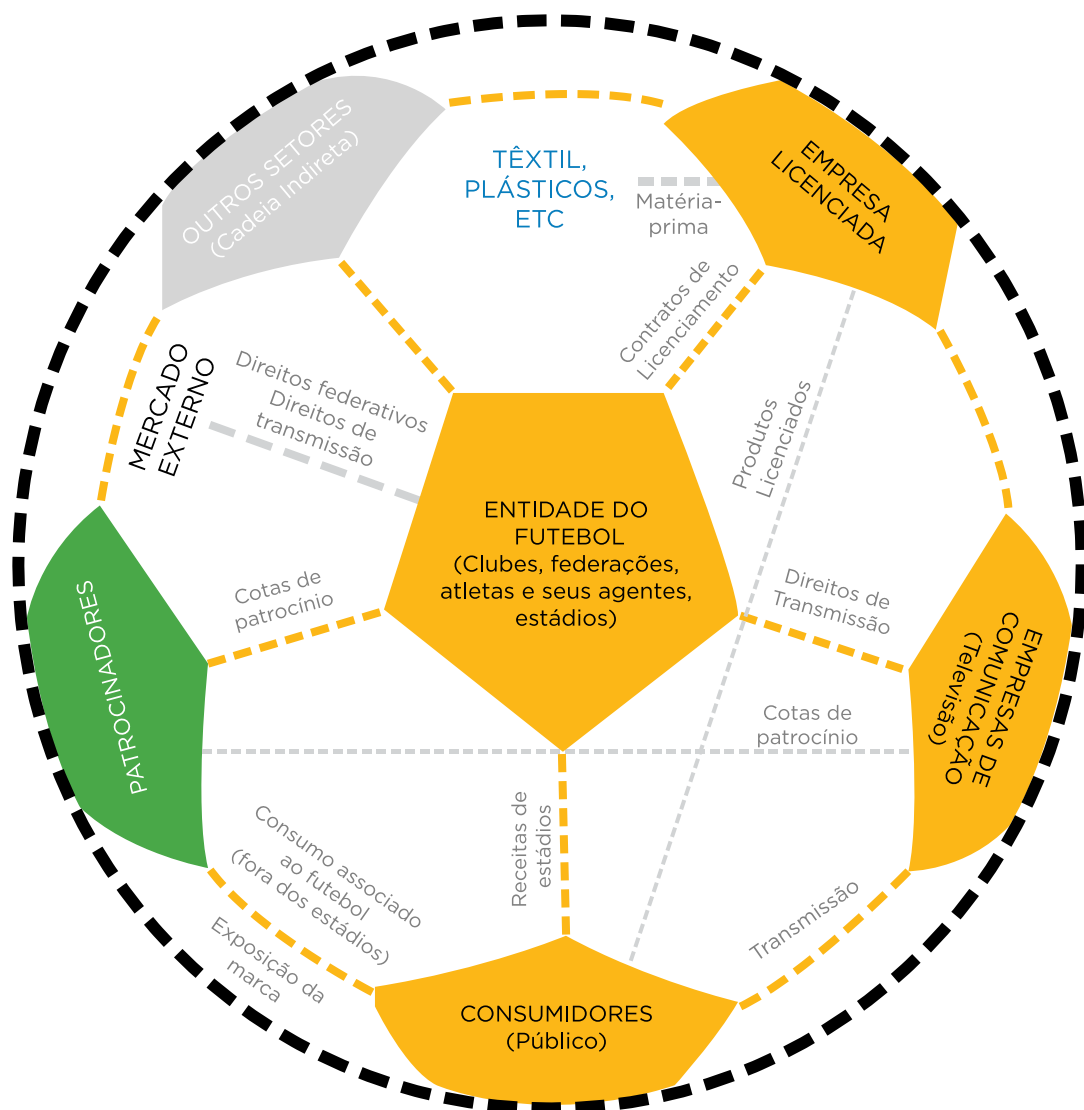 OUTROS SETORES
(Cadeia Indireta)
TÊXTIL,
PLÁSTICOS,
ETC
Matéria-
prima
EMPRESA
LICENCIADA
Contratos de
Licenciamento
MERCADO
EXTERNO
Direitos federativos
Direitos de
transmissão
Produtos
Licenciados
ENTIDADE DO
FUTEBOL
(Clubes, federações,
atletas e seus agentes,
estádios)
PATROCINADORES
Cotas de
patrocínio
Direitos de
Transmissão
EMPRESAS DE
COMUNICAÇÃO
(Televisão)
Cotas de
patrocínio
Receitas de
estádios
Consumo associado
ao futebol
(fora dos estádios)
Exposição da
marca
Transmissão
CONSUMIDORES
(Público)